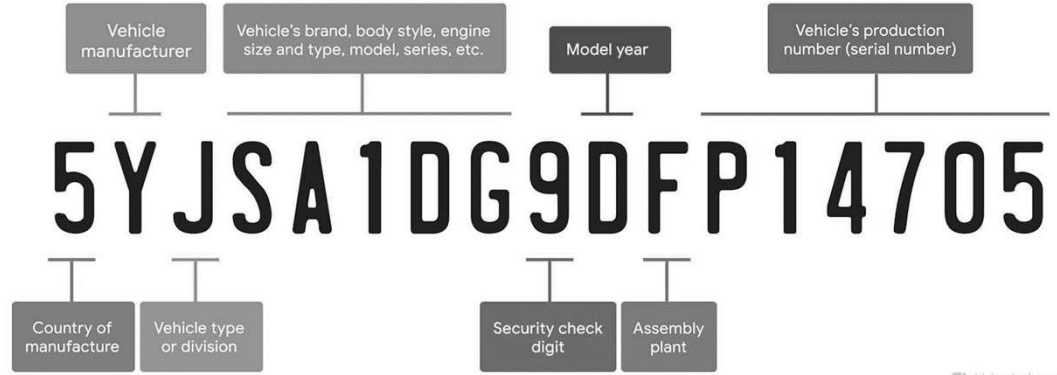 Vehicle
manufacturer
Vehicle's brand, body style, engine
size and type, model, series, etc.
Model year
Vehicle's production
number (serial number)
5YJSA1DG9DFP14705
Country of
manufacture
Vehicle type
or division
Security check
digit
Assembly
plant